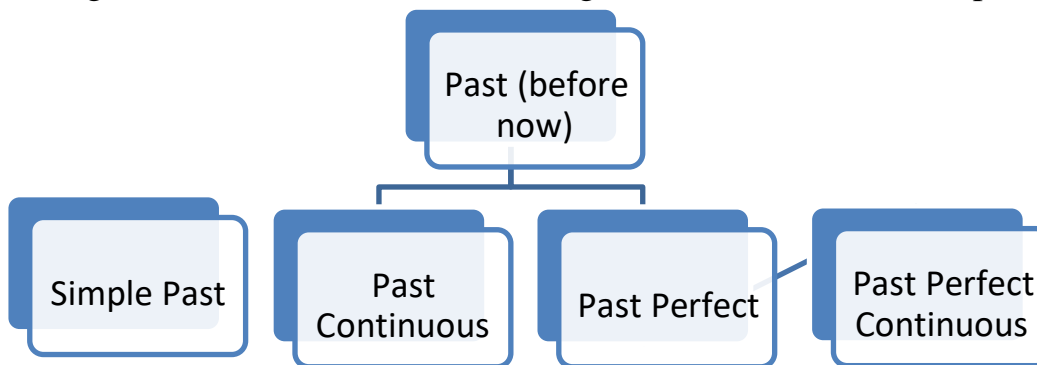 Past (before
now)
Simple Past
Past
Continuous
Past Perfect
Past Perfect
Continuous